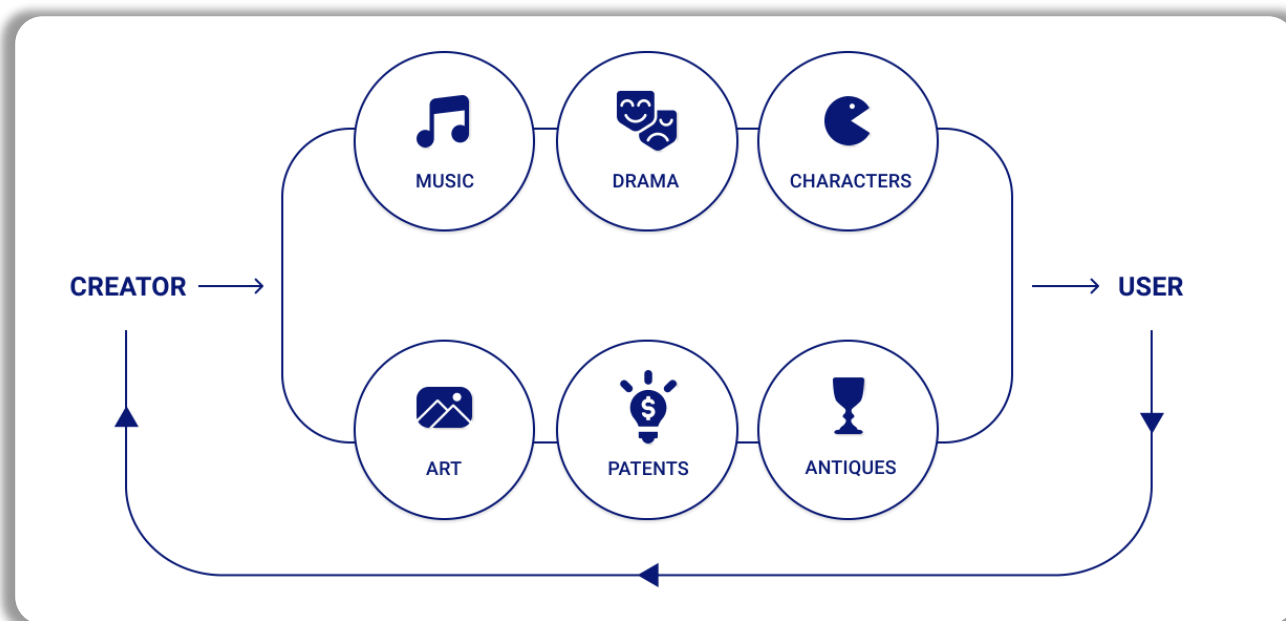 MUSIC
DRAMA
CHARACTERS
CREATOR
USER
$
ART
PATENTS
ANTIQUES